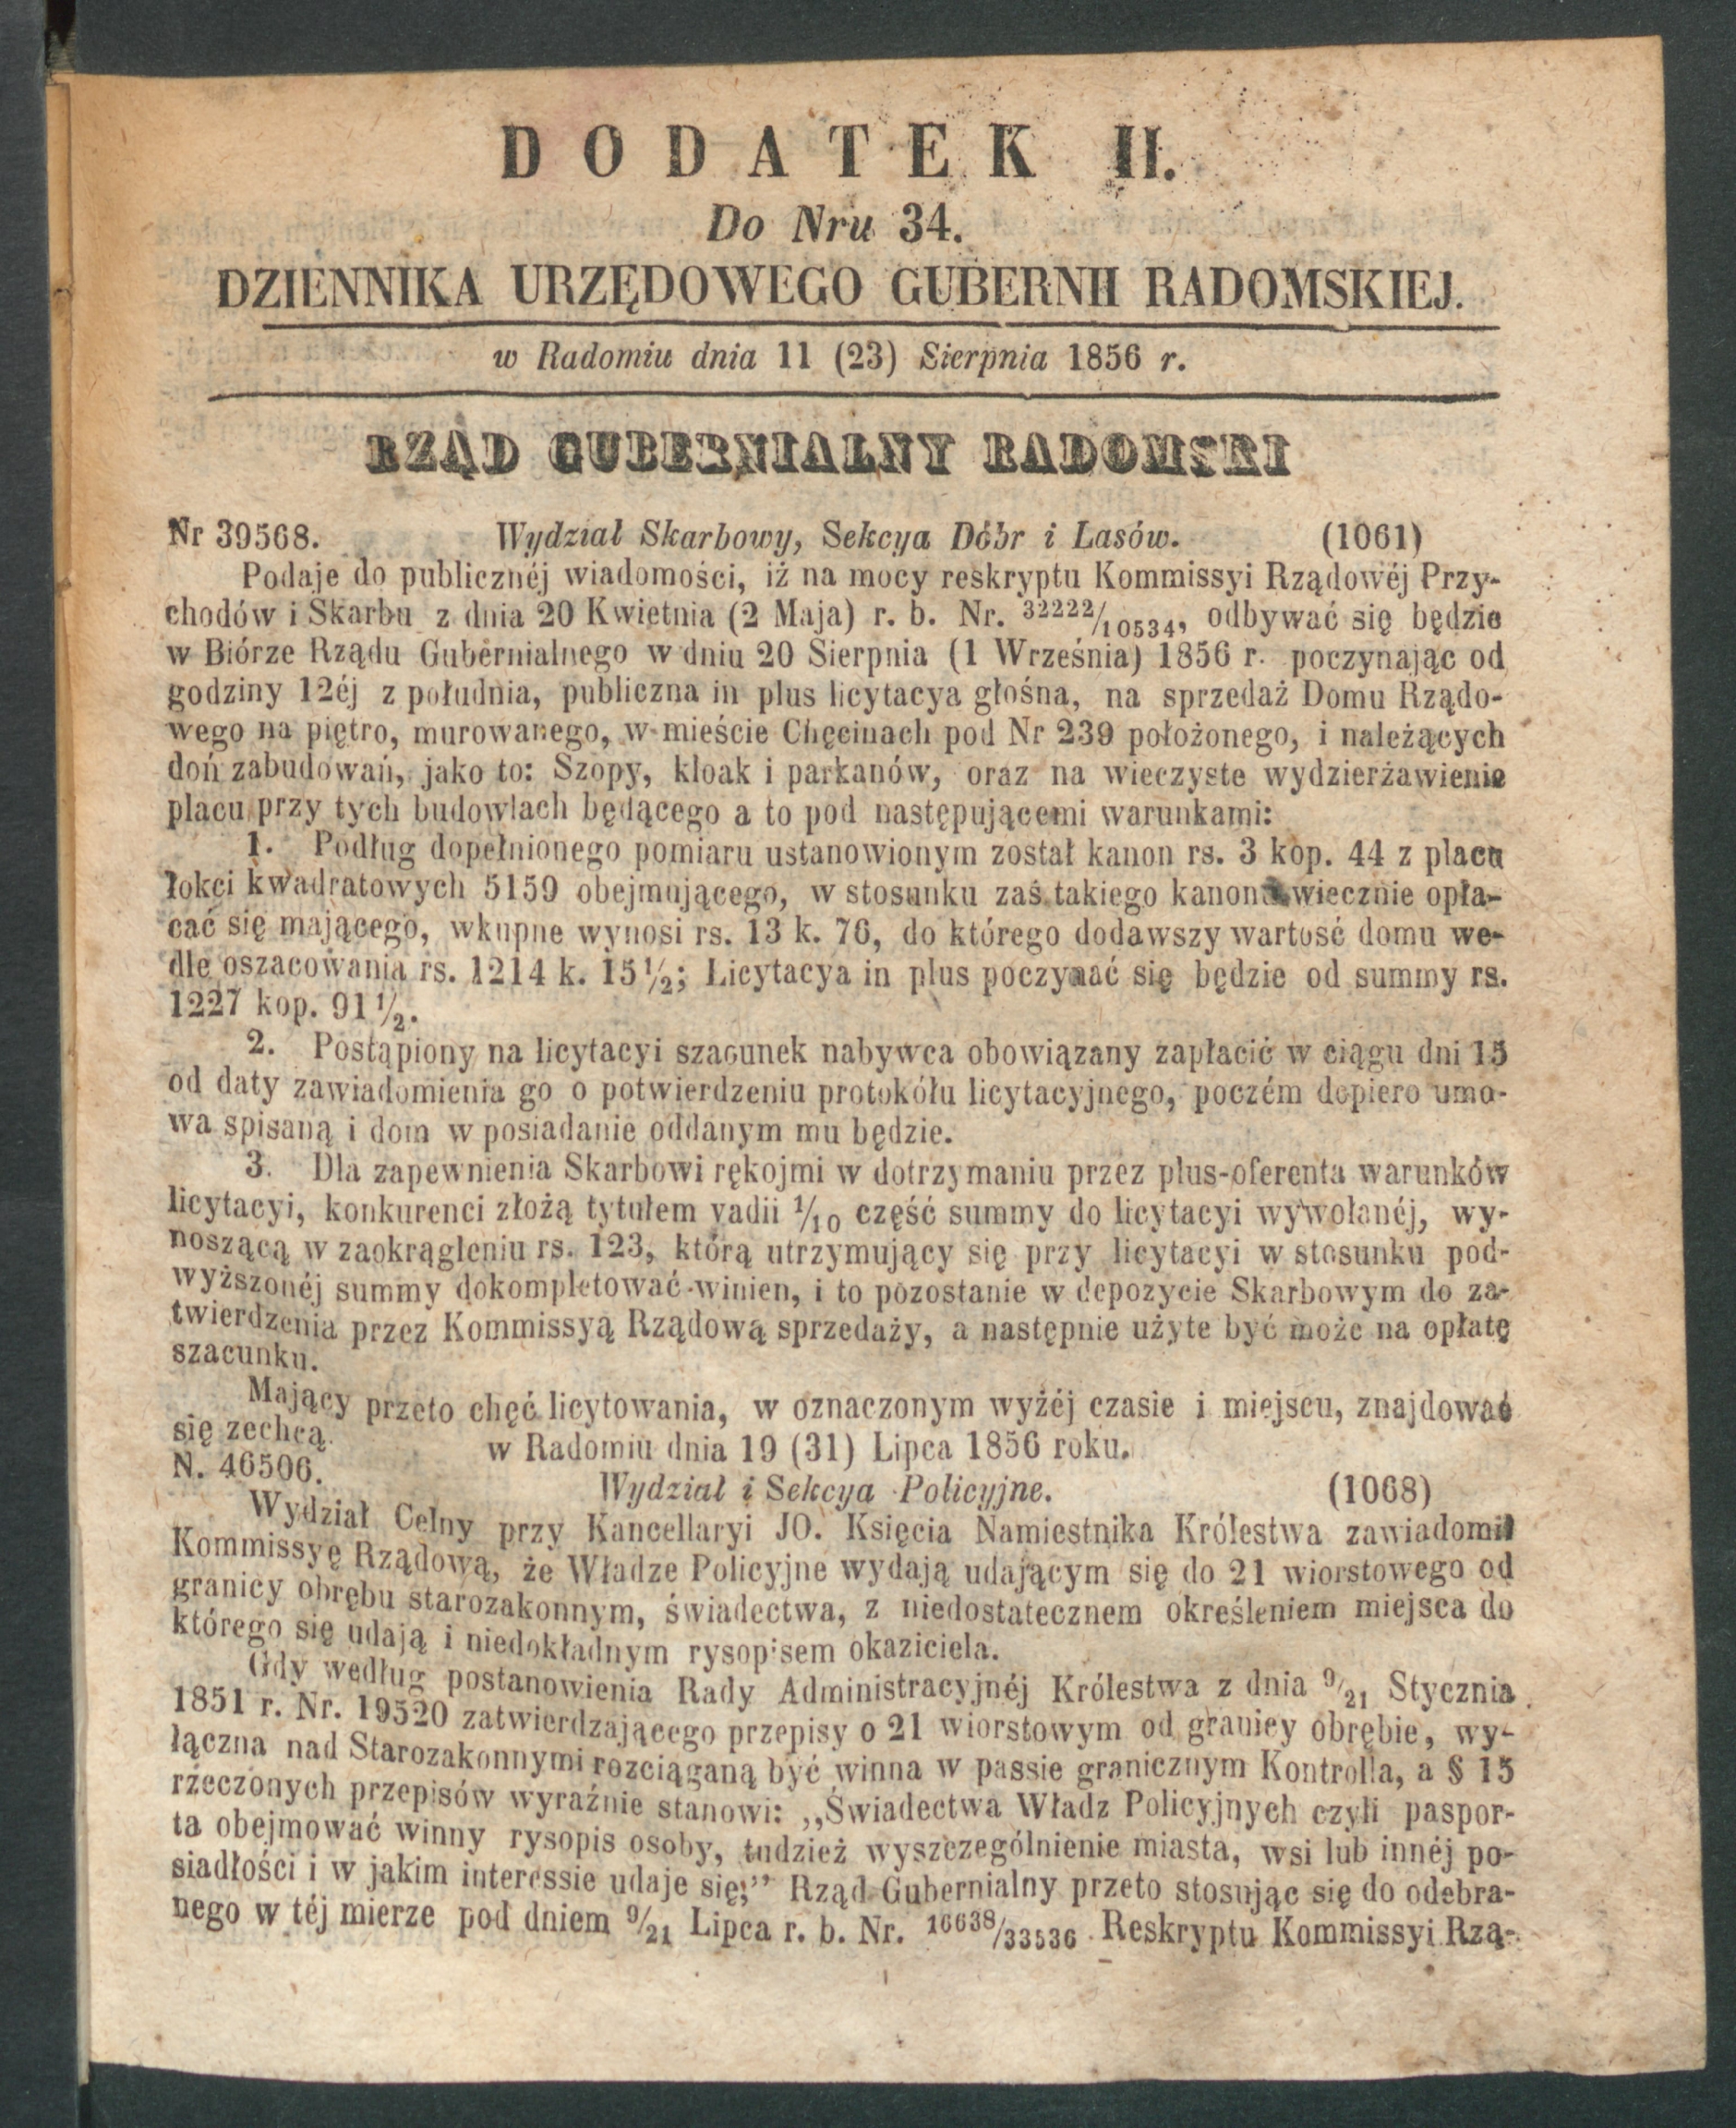 DODATEK II.
Do Nru 34.
DZIENNIKA URZĘDOWEGO GUBERNII RADOMSKIEJ.
w Radomiu dnia 11 (23) Sierpnia 1856 r.
RZĄD GUBERNIALNY RADOMSKI
Nr 39568. Wydział Skarbowy, Sekcya Dóbr i Lasów. (1061)
Podaje do publicznéj wiadomości, iż na mocy reskryptu Kommissyi Rządowéj Przy-
chodów i Skarbu z dnia 20 Kwietnia (2 Maja) r. b. Nr. 32222/10534, odbywać się będzie
w Biórze Rządu Gubernialnego w dniu 20 Sierpnia (1 Września) 1856 r. poczynając od
godziny 12éj z południa, publiczna in plus licytacya głośna, na sprzedaż Domu Rządo-
wego na piętro, murowanego, w mieście Chęcinach pod Nr 239 położonego, i należących
doń zabudowań, jako to: Szopy, kloak i parkanów, oraz na wieczyste wydzierżawienie
placu przy tych budowlach będącego a to pod następującemi warunkami:
1. Podług dopełnionego pomiaru ustanowionym został kanon rs. 3 kop. 44 z placu
łokci kwadratowych 5159 obejmującego, w stosunku zaś takiego kanonu wiecznie opła-
cać się mającego, wkupne wynosi rs. 13 k. 76, do którego dodawszy wartość domu we-
dle oszacowania rs. 1214 k. 15½; Licytacya in plus poczynać się będzie od summy rs.
1227 kop. 91½.
2. Postąpiony na licytacyi szacunek nabywca obowiązany zapłacić w ciągu dni 15
od daty zawiadomienia go o potwierdzeniu protokółu licytacyjnego, poczém dopiero umo-
wa spisaną i dom w posiadanie oddanym mu będzie.
3. Dla zapewnienia Skarbowi rękojmi w dotrzymaniu przez plus-oferenta warunków
licytacyi, konkurenci złożą tytułem vadii 1/10 część summy do licytacyi wywołanéj, wy-
noszącą w zaokrągleniu rs. 123, którą utrzymujący się przy licytacyi w stosunku pod-
wyższonéj summy dokompletować winien, i to pozostanie w depozycie Skarbowym do za-
twierdzenia przez Kommissyą Rządową sprzedaży, a następnie użyte być może na opłatę
szacunku.
Mający przeto chęć licytowania, w oznaczonym wyżéj czasie i miejscu, znajdować
się zechcą. w Radomiu dnia 19 (31) Lipca 1856 roku.
N. 46506. Wydział i Sekcya Policyjne. (1068)
Wydział Celny przy Kancellaryi JO. Księcia Namiestnika Królestwa zawiadomił
Kommissyę Rządową, że Władze Policyjne wydają udającym się do 21 wiorstowego od
granicy obrębu starozakonnym, świadectwa, z niedostatecznem określeniem miejsca do
którego się udają i niedokładnym rysopisem okaziciela.
Gdy według postanowienia Rady Administracyjnéj Królestwa z dnia 9/21 Stycznia
1851 r. Nr. 19520 zatwierdzającego przepisy o 21 wiorstowym od granicy obrębie, wy-
łączna nad Starozakonnymi rozciąganą być winna w passie granicznym Kontrolla, a § 15
rzeczonych przepisów wyraźnie stanowi: „Świadectwa Władz Policyjnych czyli paspor-
ta obejmować winny rysopis osoby, tudzież wyszczególnienie miasta, wsi lub innéj po-
siadłości i w jakim interessie udaje się;” Rząd Gubernialny przeto stosując się do odebra-
nego w téj mierze pod dniem 9/21 Lipca r. b. Nr. 16638/33536 Reskryptu Kommissyi Rzą-